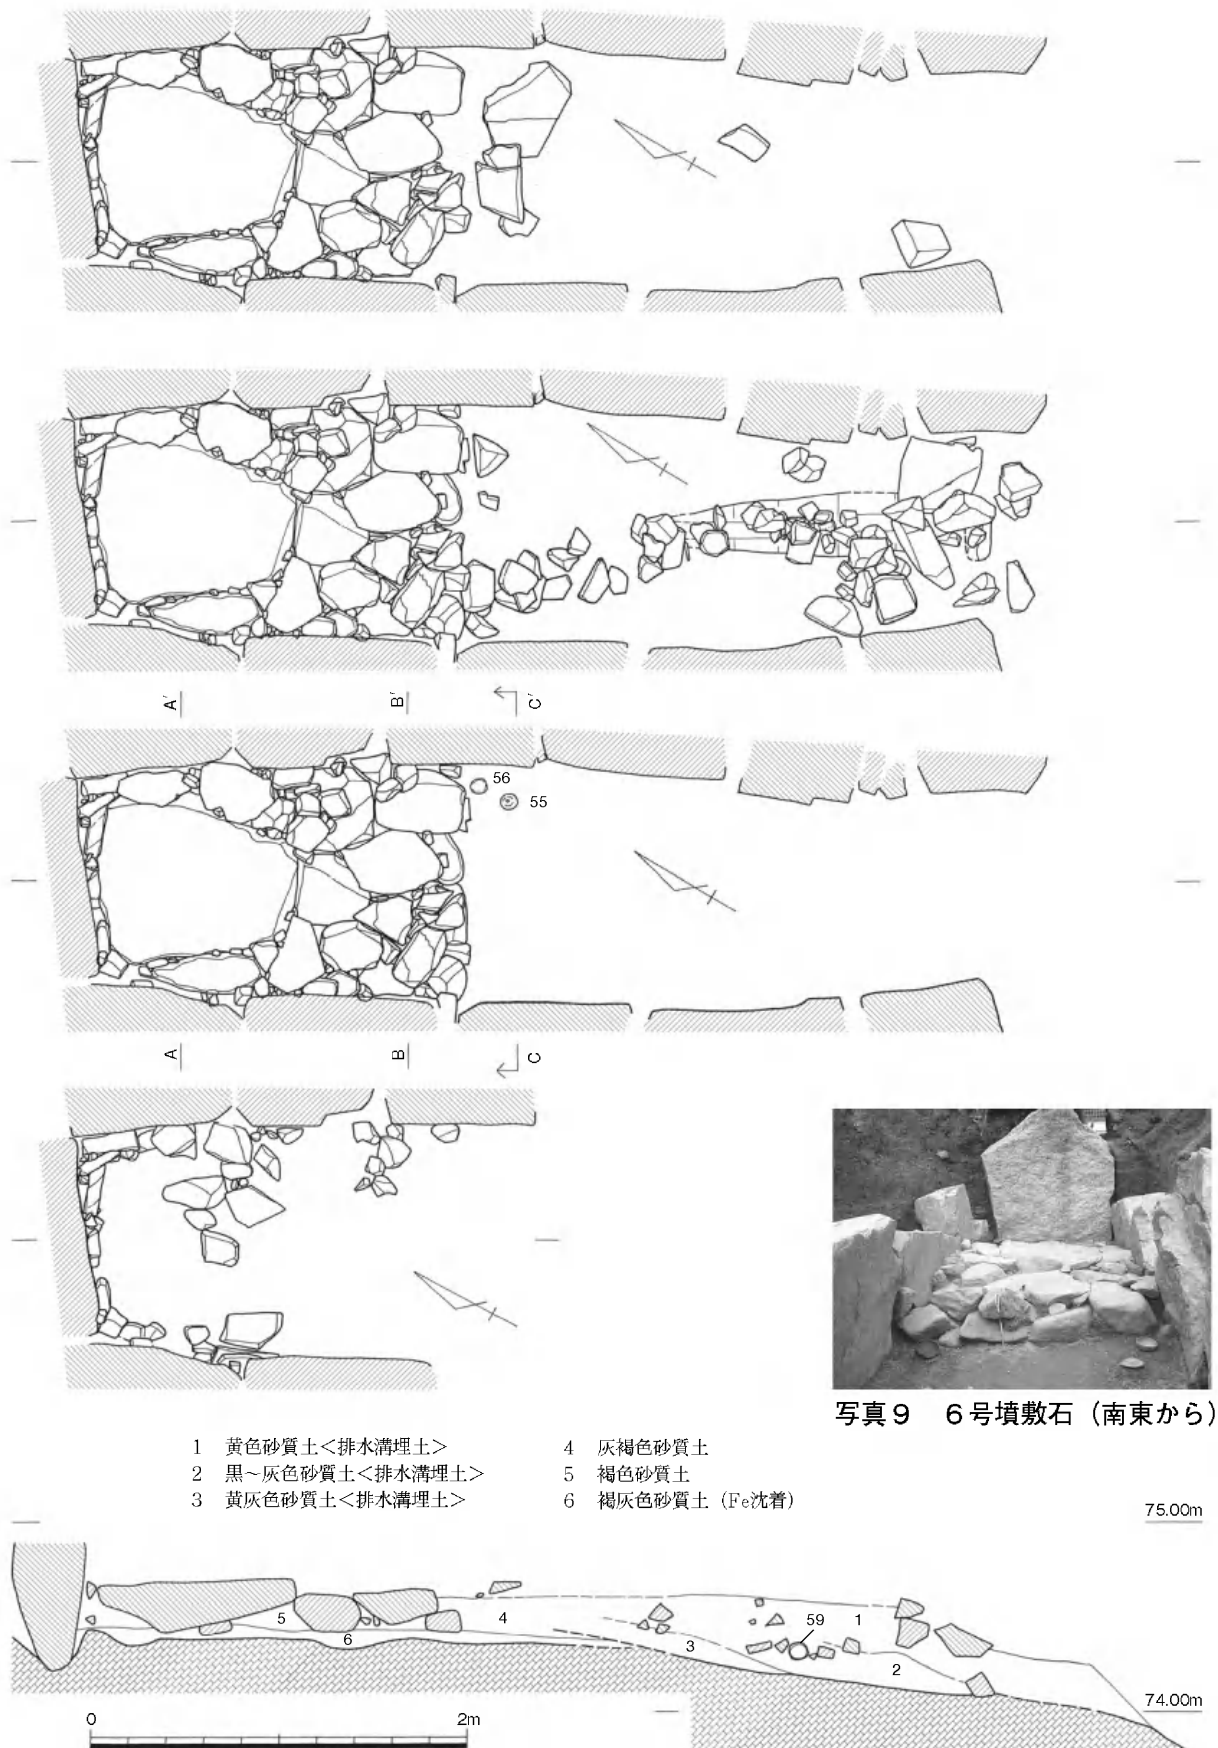 A'
B'
C'
56
55
A
B
C
写真9 6号墳敷石（南東から）
1 黄色砂質土＜排水溝埋土＞
2 黒～灰色砂質土＜排水溝埋土＞
3 黄灰色砂質土＜排水溝埋土＞
4 灰褐色砂質土
5 褐色砂質土
6 褐灰色砂質土（Fe沈着）
75.00m
5
4
59
1
6
3
2
74.00m
0
2m